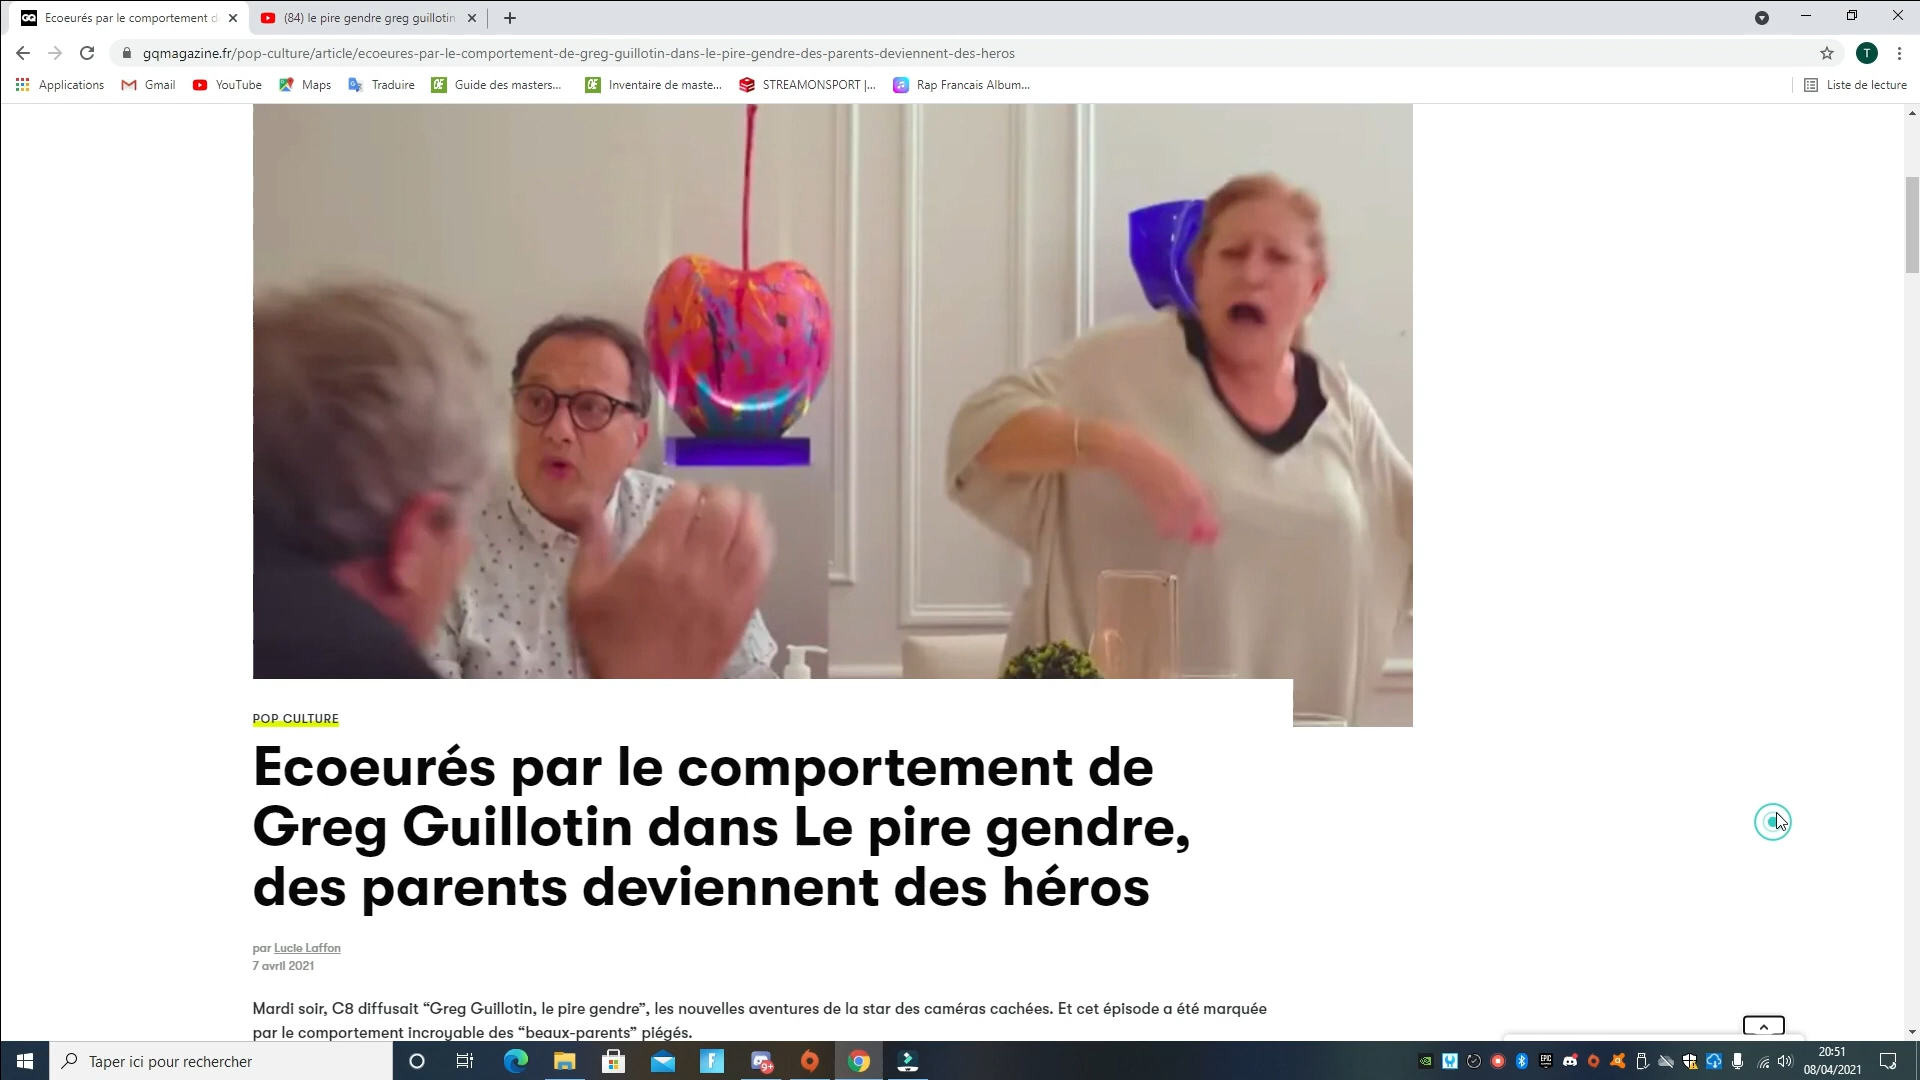 GQ Ecoeurés par le comportement d
(84) le pire gendre greg guillotin
gqmagazine.fr/pop-culture/article/ecoeures-par-le-comportement-de-greg-guillotin-dans-le-pire-gendre-des-parents-deviennent-des-heros
T
Applications
Gmail
YouTube
Maps
Traduire
Guide des masters...
Inventaire de maste...
STREAMONSPORT |...
Rap Francais Album...
Liste de lecture
POP CULTURE
Ecoeurés par le comportement de
Greg Guillotin dans Le pire gendre,
des parents deviennent des héros
par Lucie Laffon
7 avril 2021
Mardi soir, C8 diffusait “Greg Guillotin, le pire gendre”, les nouvelles aventures de la star des caméras cachées. Et cet épisode a été marquée
par le comportement incroyable des “beaux-parents” piégés.
Taper ici pour rechercher
9+
20:51
08/04/2021